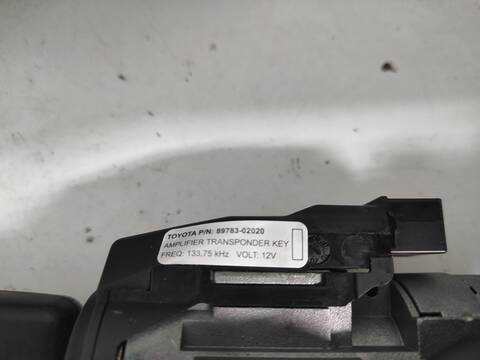 TOYOTA P/N: 89783-02020
AMPLIFIER TRANSPONDER KEY
FREQ: 133,75 kHz VOLT: 12V